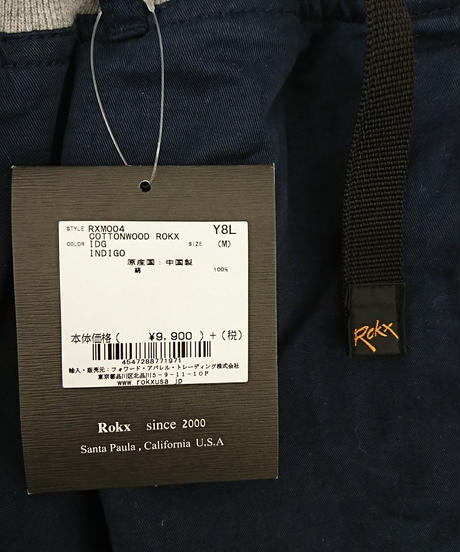 STYLE RXM004 Y8L
COTTONWOOD ROKX
COLOR IDG SIZE (M)
INDIGO
原産国：中国製
綿 100%
本体価格( ¥9,900 )+(税)
4547288771971
輸入・販売元：フォワード・アパレル・トレーディング株式会社
東京都品川区北品川5-9-11-10F
www.rokxusa.jp
Rokx since 2000
Santa Paula, California U.S.A
Rokx